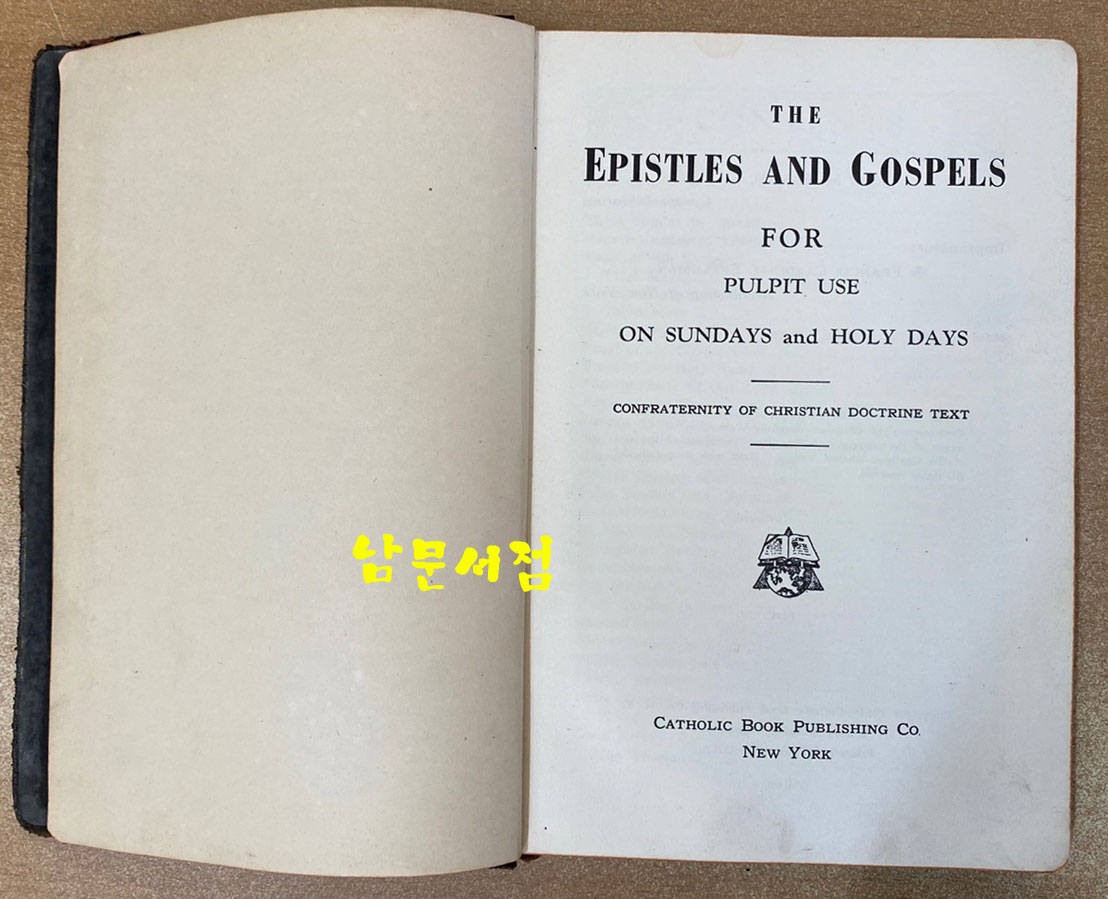 THE
EPISTLES AND GOSPELS
FOR
PULPIT USE
ON SUNDAYS and HOLY DAYS
CONFRATERNITY OF CHRISTIAN DOCTRINE TEXT
남문서점
CATHOLIC BOOK PUBLISHING CO.
NEW YORK